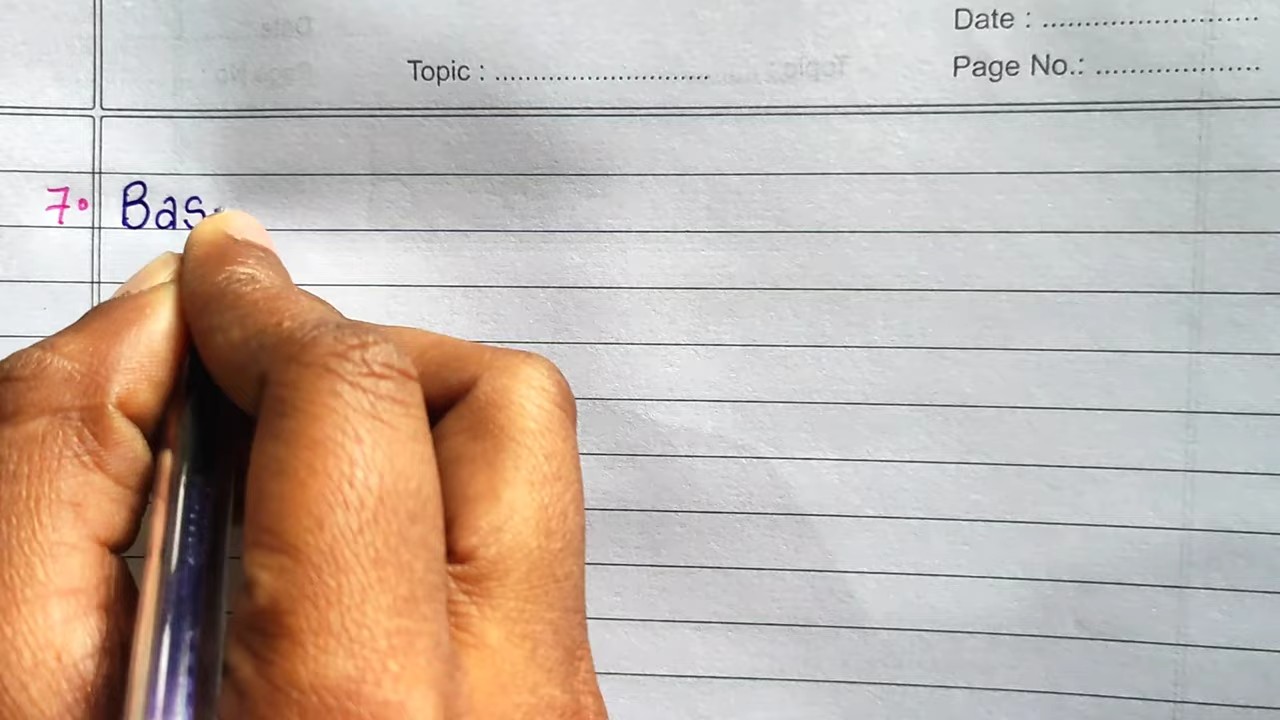 Date : ..........................
Topic : ............................
Page No.: ...................
7. Bas